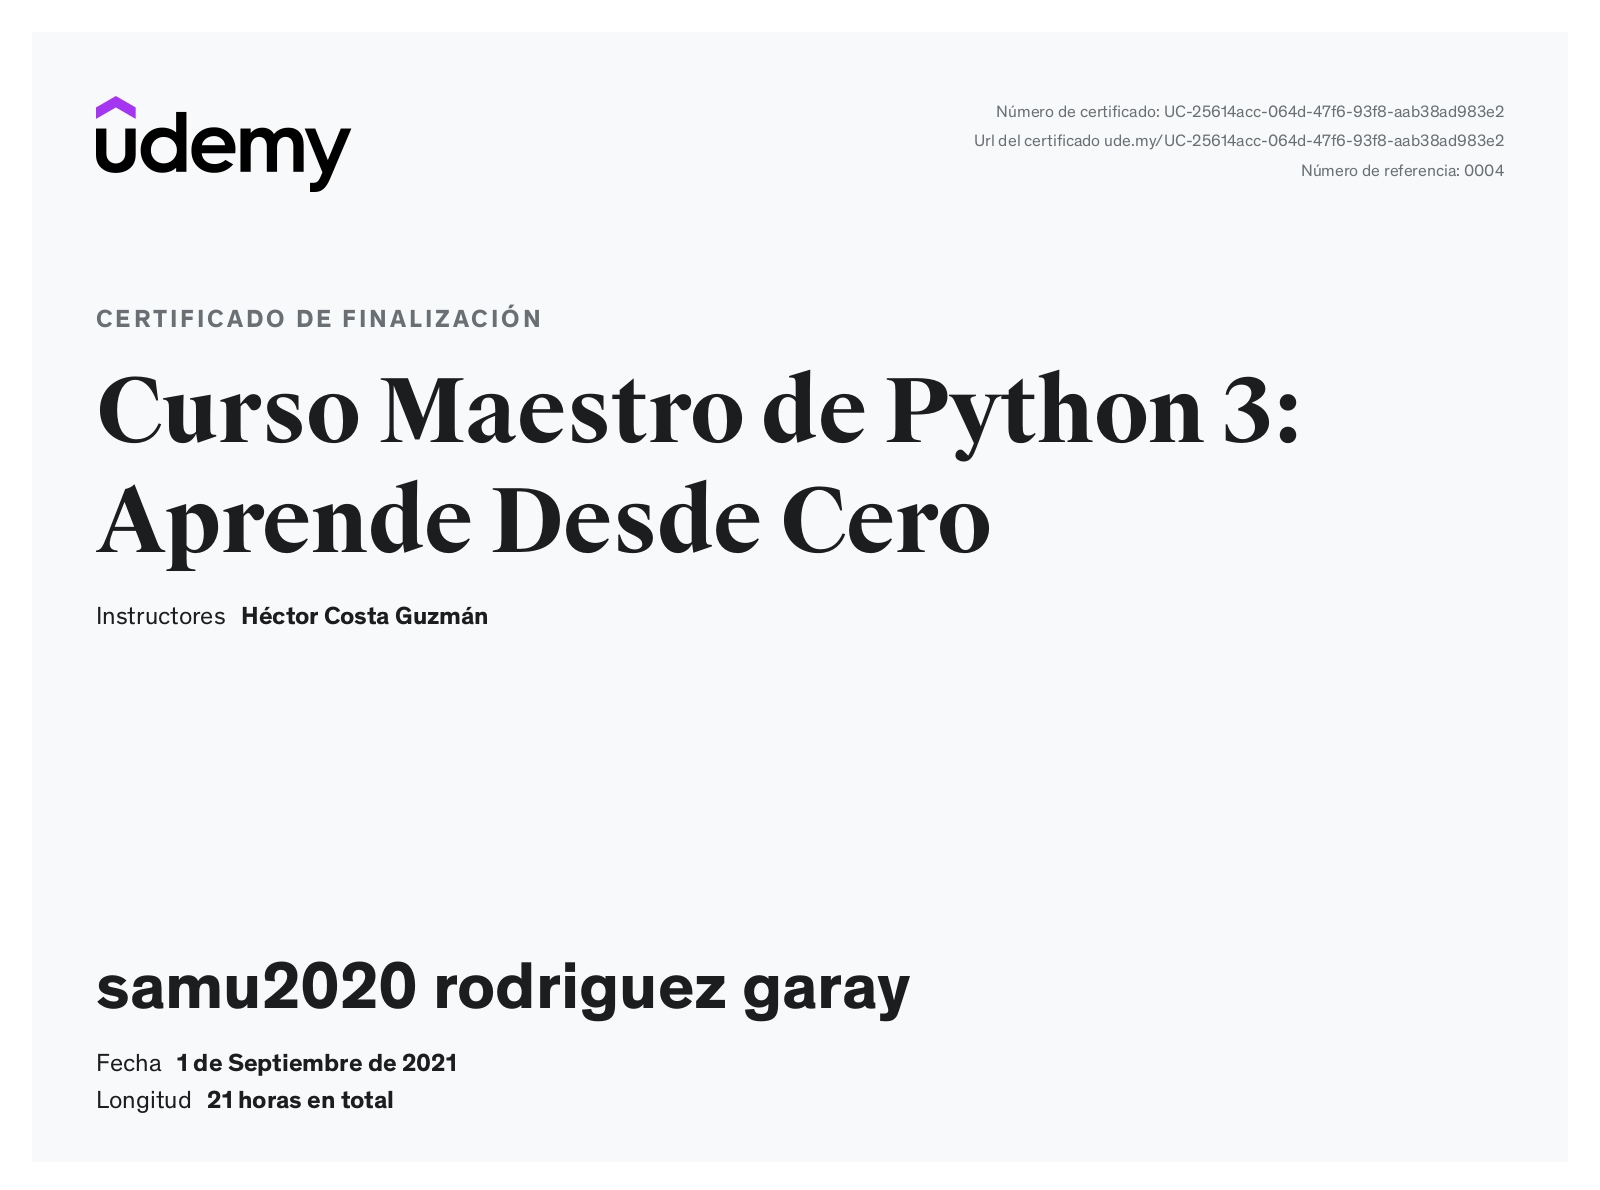 udemy
Número de certificado: UC-25614acc-064d-47f6-93f8-aab38ad983e2
Url del certificado ude.my/UC-25614acc-064d-47f6-93f8-aab38ad983e2
Número de referencia: 0004
CERTIFICADO DE FINALIZACIÓN
Curso Maestro de Python 3:
Aprende Desde Cero
Instructores Héctor Costa Guzmán
samu2020 rodriguez garay
Fecha 1 de Septiembre de 2021
Longitud 21 horas en total